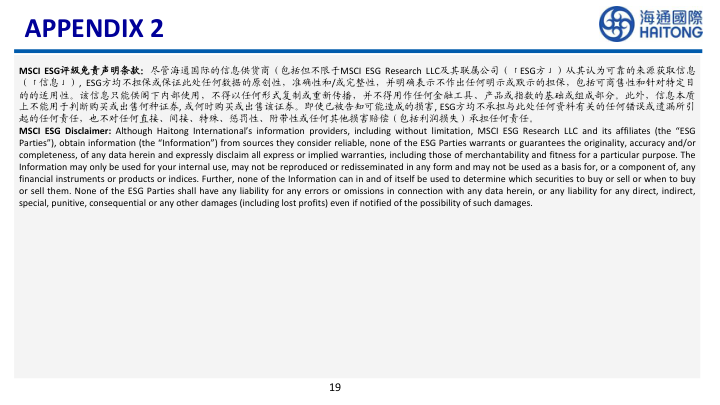 APPENDIX 2
海通國際
HAITONG
MSCI ESG评级免责声明条款：尽管海通国际的信息供货商（包括但不限于MSCI ESG Research LLC及其联属公司（「ESG方」）从其认为可靠的来源获取信息
（「信息」），ESG方均不担保或保证此处任何数据的原创性、准确性和/或完整性，并明确表示不作出任何明示或默示的担保，包括可商售性和针对特定目
的的适用性。该信息只能供阁下内部使用，不得以任何形式复制或重新传播，并不得用作任何金融工具、产品或指数的基础或组成部分。此外，信息本质
上不能用于判断购买或出售何种证券，或何时购买或出售该证券。即使已被告知可能造成的损害，ESG方均不承担与此处任何资料有关的任何错误或遗漏所引
起的任何责任，也不对任何直接、间接、特殊、惩罚性、附带性或任何其他损害赔偿（包括利润损失）承担任何责任。
MSCI ESG Disclaimer: Although Haitong International's information providers, including without limitation, MSCI ESG Research LLC and its affiliates (the “ESG
Parties”), obtain information (the “Information”) from sources they consider reliable, none of the ESG Parties warrants or guarantees the originality, accuracy and/or
completeness, of any data herein and expressly disclaim all express or implied warranties, including those of merchantability and fitness for a particular purpose. The
Information may only be used for your internal use, may not be reproduced or redisseminated in any form and may not be used as a basis for, or a component of, any
financial instruments or products or indices. Further, none of the Information can in and of itself be used to determine which securities to buy or sell or when to buy
or sell them. None of the ESG Parties shall have any liability for any errors or omissions in connection with any data herein, or any liability for any direct, indirect,
special, punitive, consequential or any other damages (including lost profits) even if notified of the possibility of such damages.
19